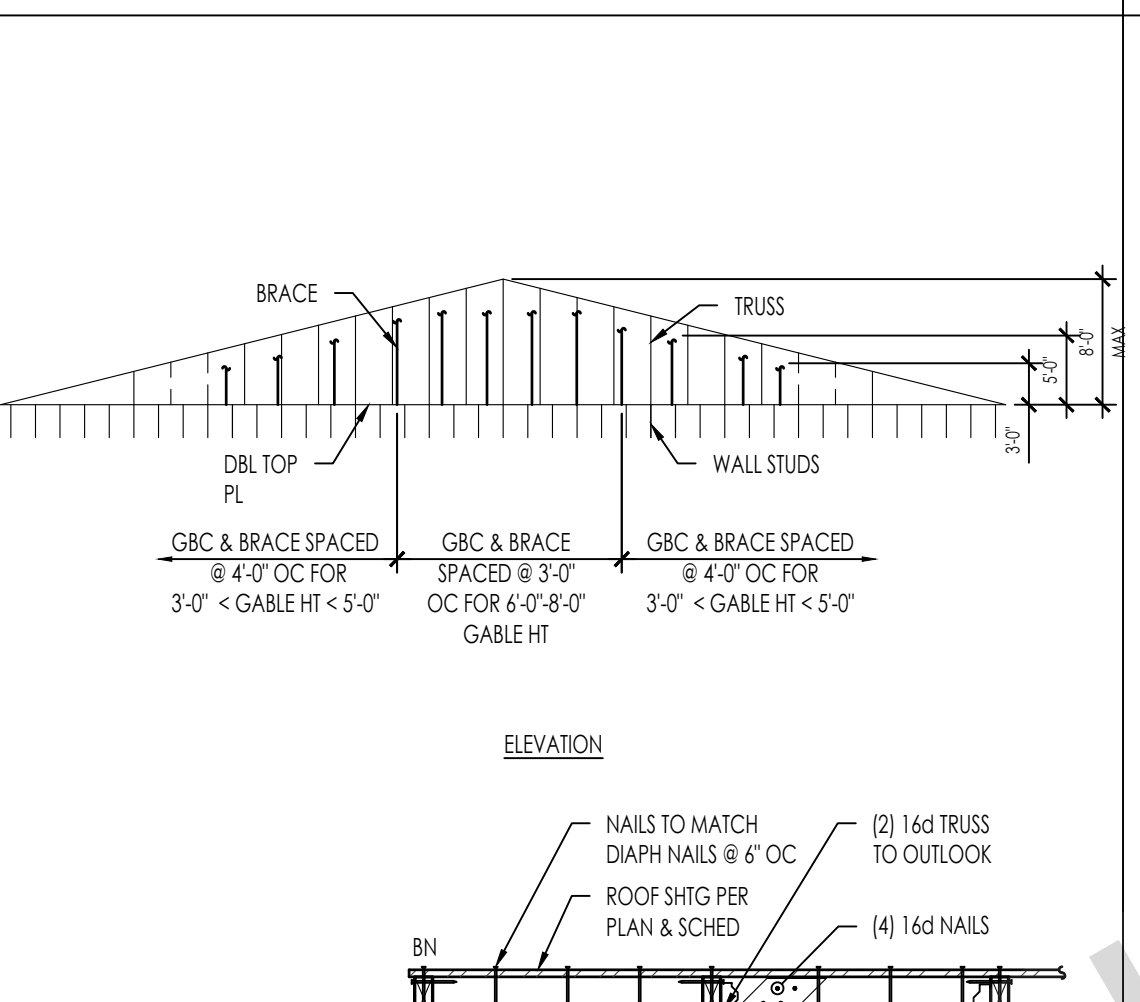 BRACE
TRUSS
8'-0"
MAX
5'-0"
3'-0"
DBL TOP
PL
WALL STUDS
GBC & BRACE SPACED
@ 4'-0" OC FOR
3'-0" < GABLE HT < 5'-0"
GBC & BRACE
SPACED @ 3'-0"
OC FOR 6'-0"-8'-0"
GABLE HT
GBC & BRACE SPACED
@ 4'-0" OC FOR
3'-0" < GABLE HT < 5'-0"
ELEVATION
NAILS TO MATCH
DIAPH NAILS @ 6" OC
(2) 16d TRUSS
TO OUTLOOK
ROOF SHTG PER
PLAN & SCHED
(4) 16d NAILS
BN